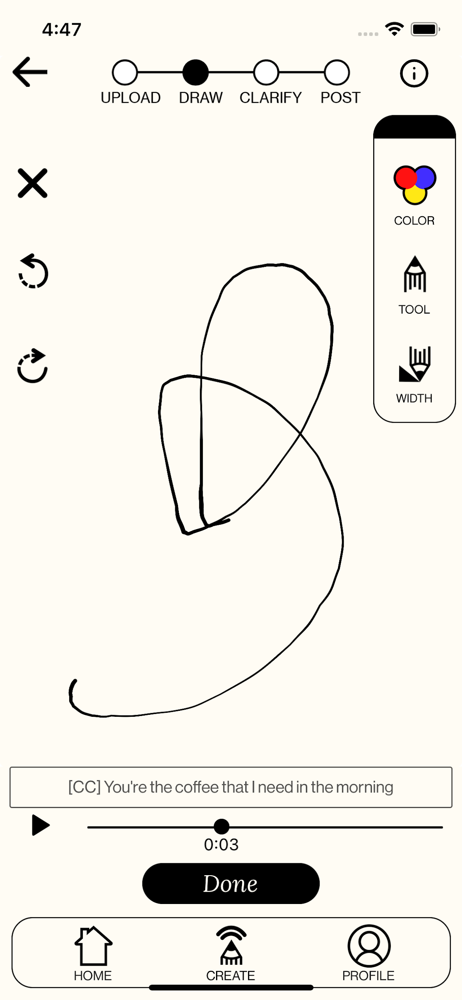 4:47
UPLOAD DRAW CLARIFY POST
COLOR
TOOL
WIDTH
[CC] You're the coffee that I need in the morning
0:03
Done
HOME CREATE PROFILE